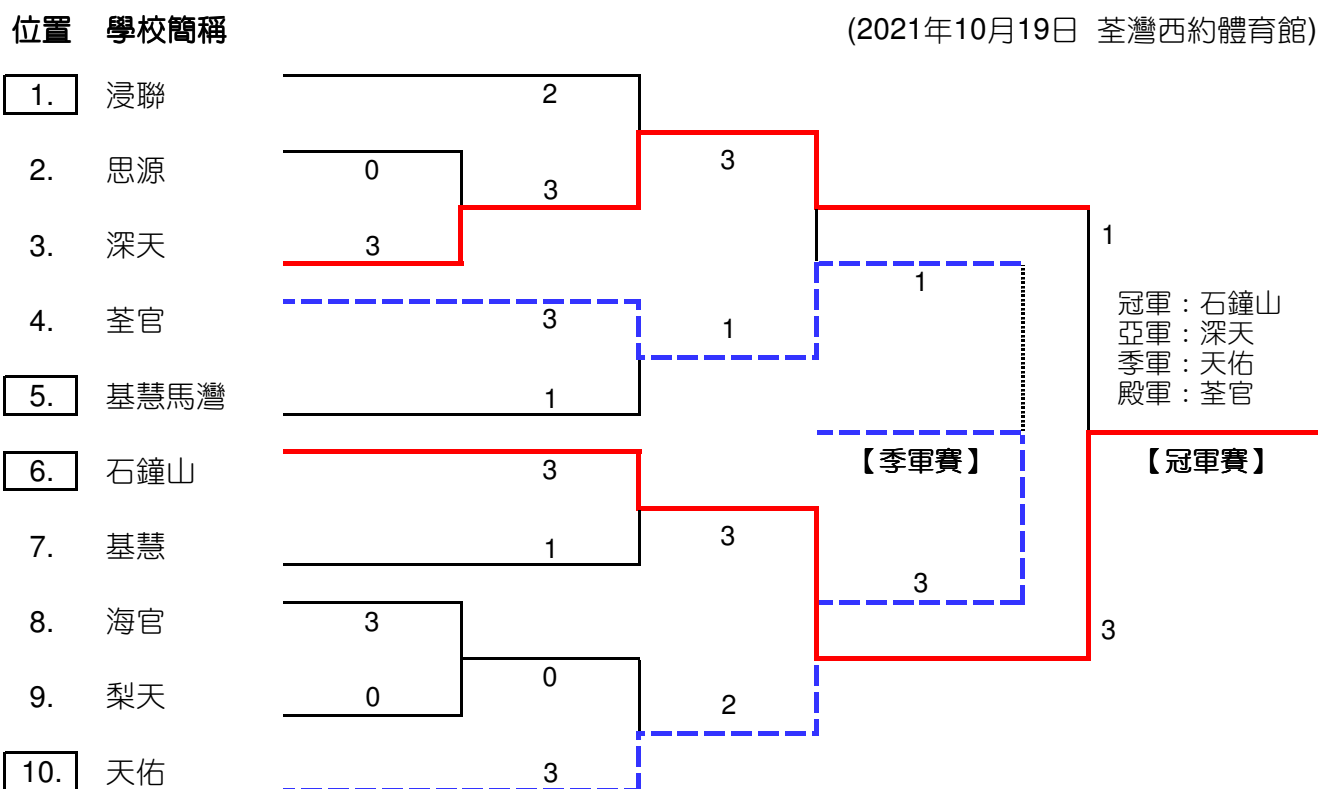 位置 學校簡稱 (2021年10月19日 荃灣西約體育館)
1. 浸聯 2
2. 思源 0 3
3
3. 深天 3
1
1
4. 荃官 3 1
冠軍：石鐘山
亞軍：深天
季軍：天佑
殿軍：荃官
5. 基慧馬灣 1
6. 石鐘山 3 【季軍賽】 【冠軍賽】
7. 基慧 1 3
3
8. 海官 3 3
9. 梨天 0 0 2
10. 天佑 3